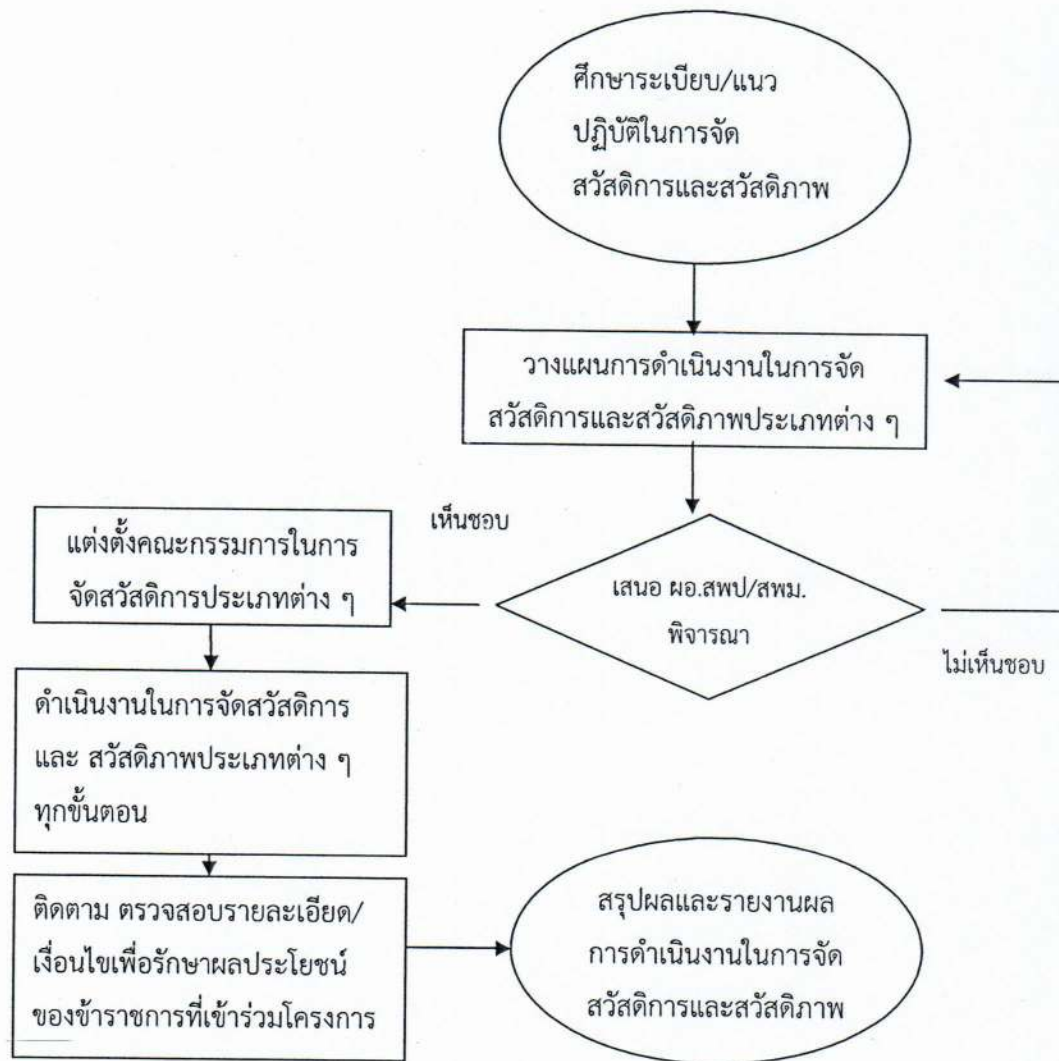 ศึกษาระเบียบ/แนว
ปฏิบัติในการจัด
สวัสดิการและสวัสดิภาพ
วางแผนการดำเนินงานในการจัด
สวัสดิการและสวัสดิภาพประเภทต่าง ๆ
เห็นชอบ
แต่งตั้งคณะกรรมการในการ
จัดสวัสดิการประเภทต่าง ๆ
เสนอ ผอ.สพป/สพม.
พิจารณา
ไม่เห็นชอบ
ดำเนินงานในการจัดสวัสดิการ
และ สวัสดิภาพประเภทต่าง ๆ
ทุกขั้นตอน
ติดตาม ตรวจสอบรายละเอียด/
เงื่อนไขเพื่อรักษาผลประโยชน์
ของข้าราชการที่เข้าร่วมโครงการ
สรุปผลและรายงานผล
การดำเนินงานในการจัด
สวัสดิการและสวัสดิภาพ